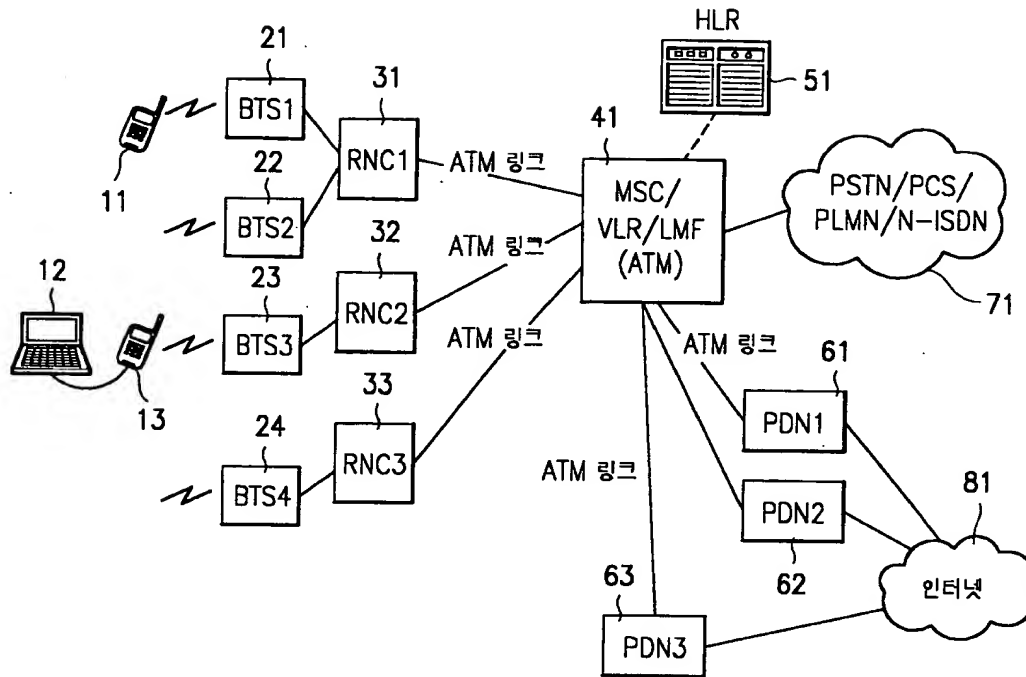 HLR
51
21
BTS1
31
RNC1
ATM 링크
41
MSC/
VLR/LMF
(ATM)
PSTN/PCS/
PLMN/N-ISDN
71
11
22
BTS2
ATM 링크
32
RNC2
12
23
BTS3
13
ATM 링크
33
RNC3
24
BTS4
ATM 링크
61
PDN1
ATM 링크
PDN2
62
81
인터넷
63
PDN3